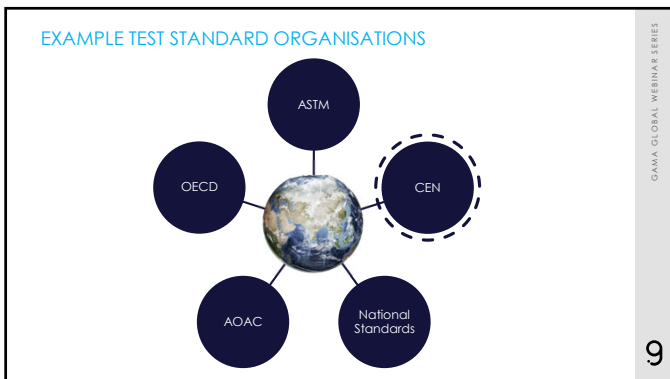 EXAMPLE TEST STANDARD ORGANISATIONS
ASTM
OECD
CEN
AOAC
National
Standards
GAMA GLOBAL WEBINAR SERIES
9